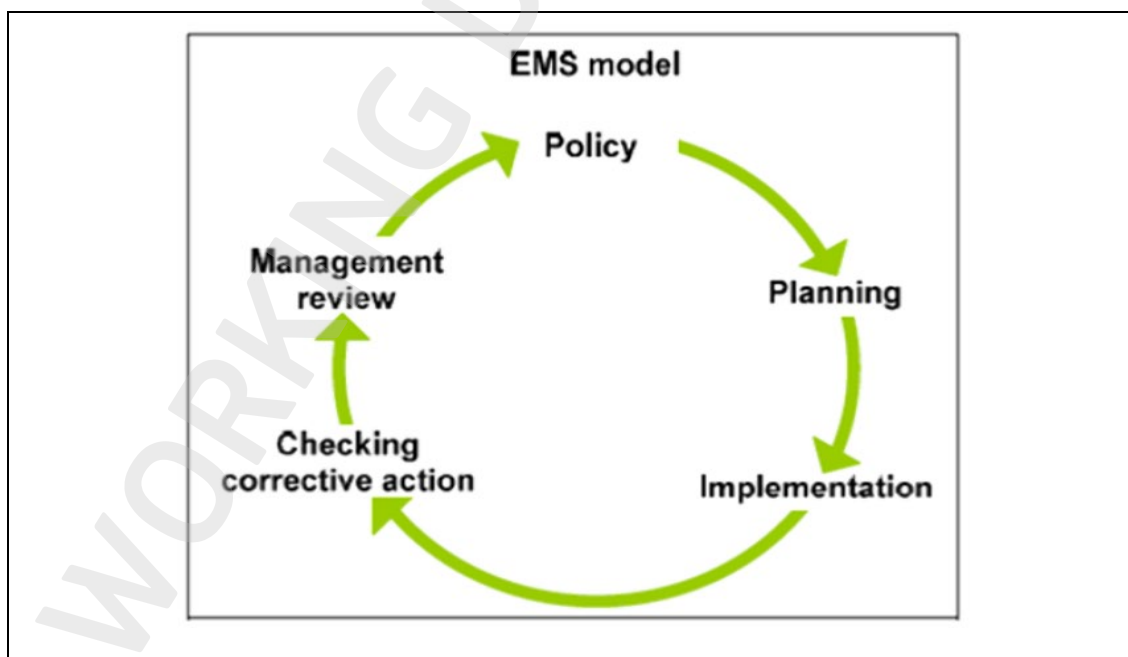 EMS model
Policy
Planning
Implementation
Checking
corrective action
Management
review
WORKING D